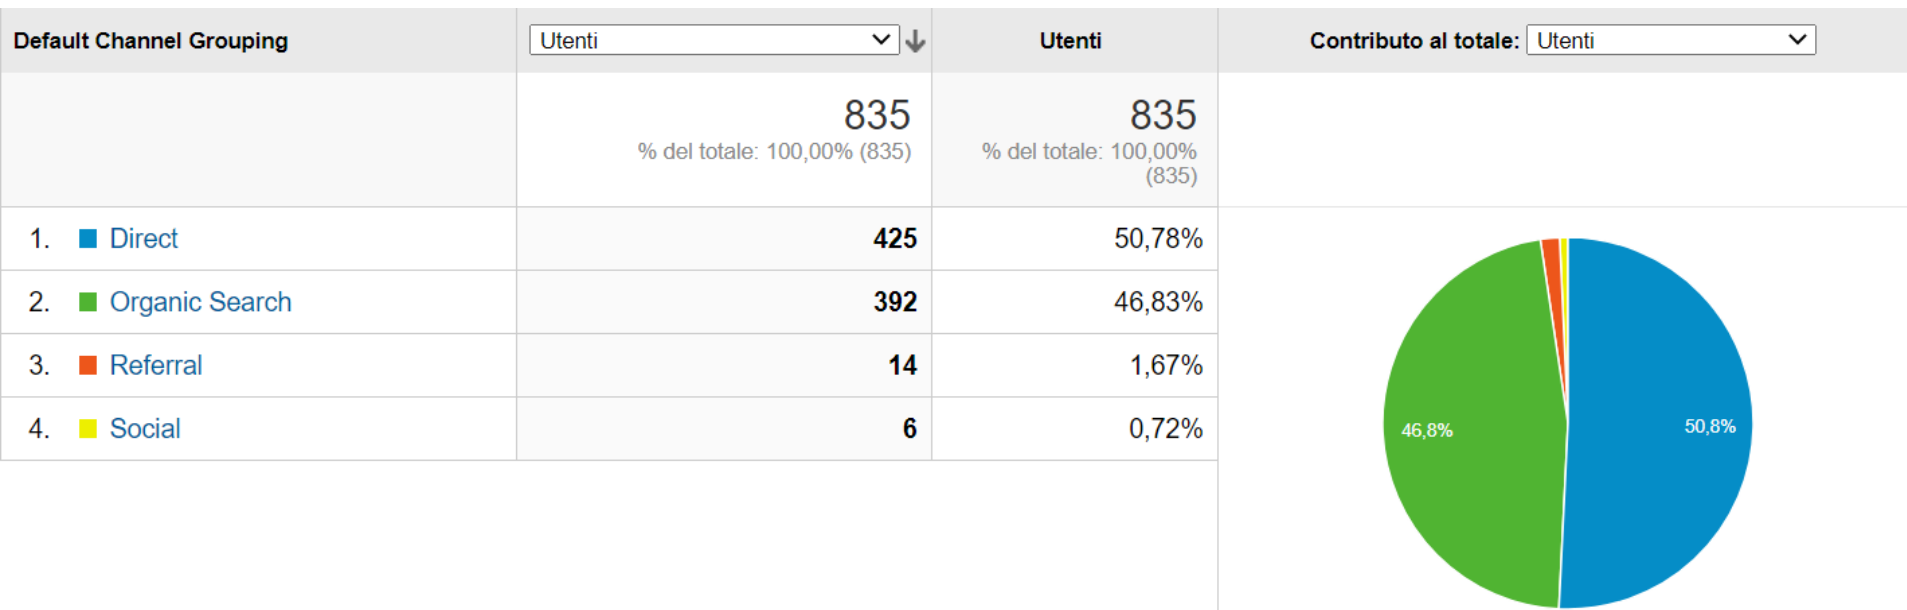 Default Channel Grouping
Utenti
Utenti
Contributo al totale: Utenti
835
% del totale: 100,00% (835)
835
% del totale: 100,00%
(835)
1. Direct 425 50,78%
2. Organic Search 392 46,83%
3. Referral 14 1,67%
4. Social 6 0,72%
46,8%
50,8%